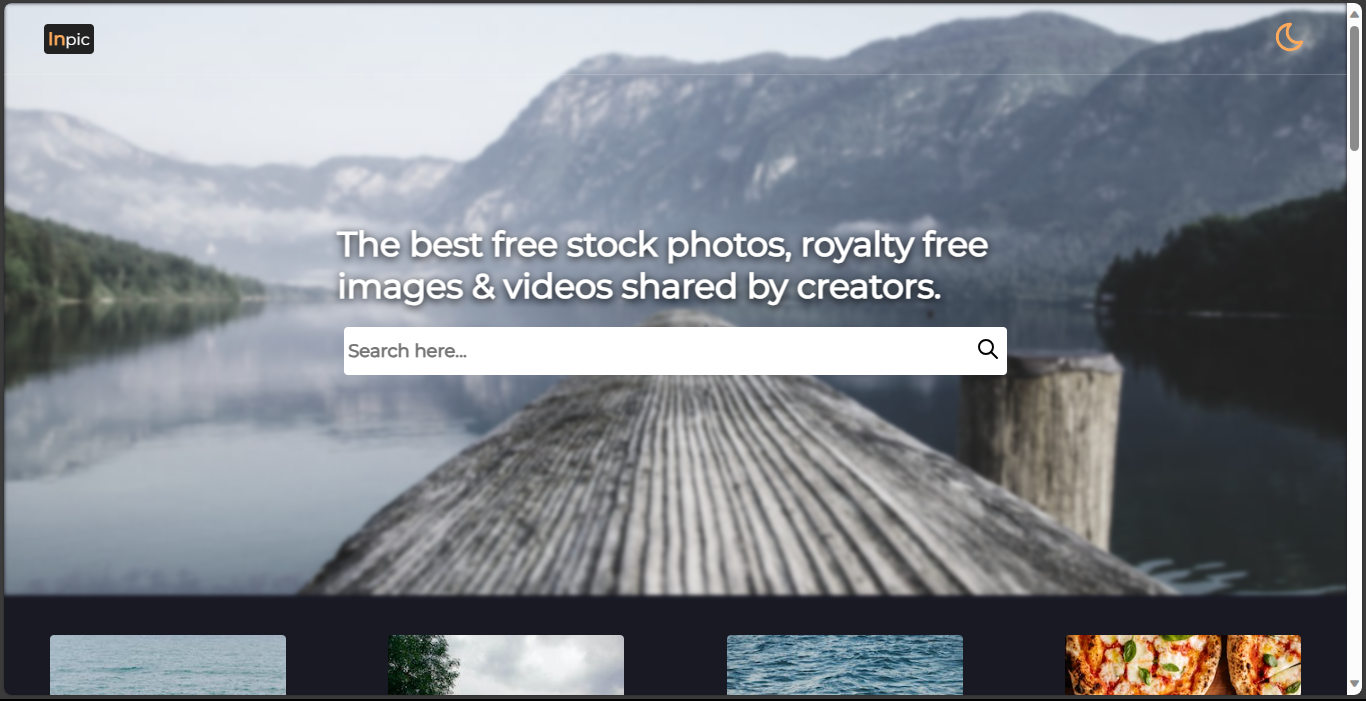 Inpic
The best free stock photos, royalty free
images & videos shared by creators.
Search here...